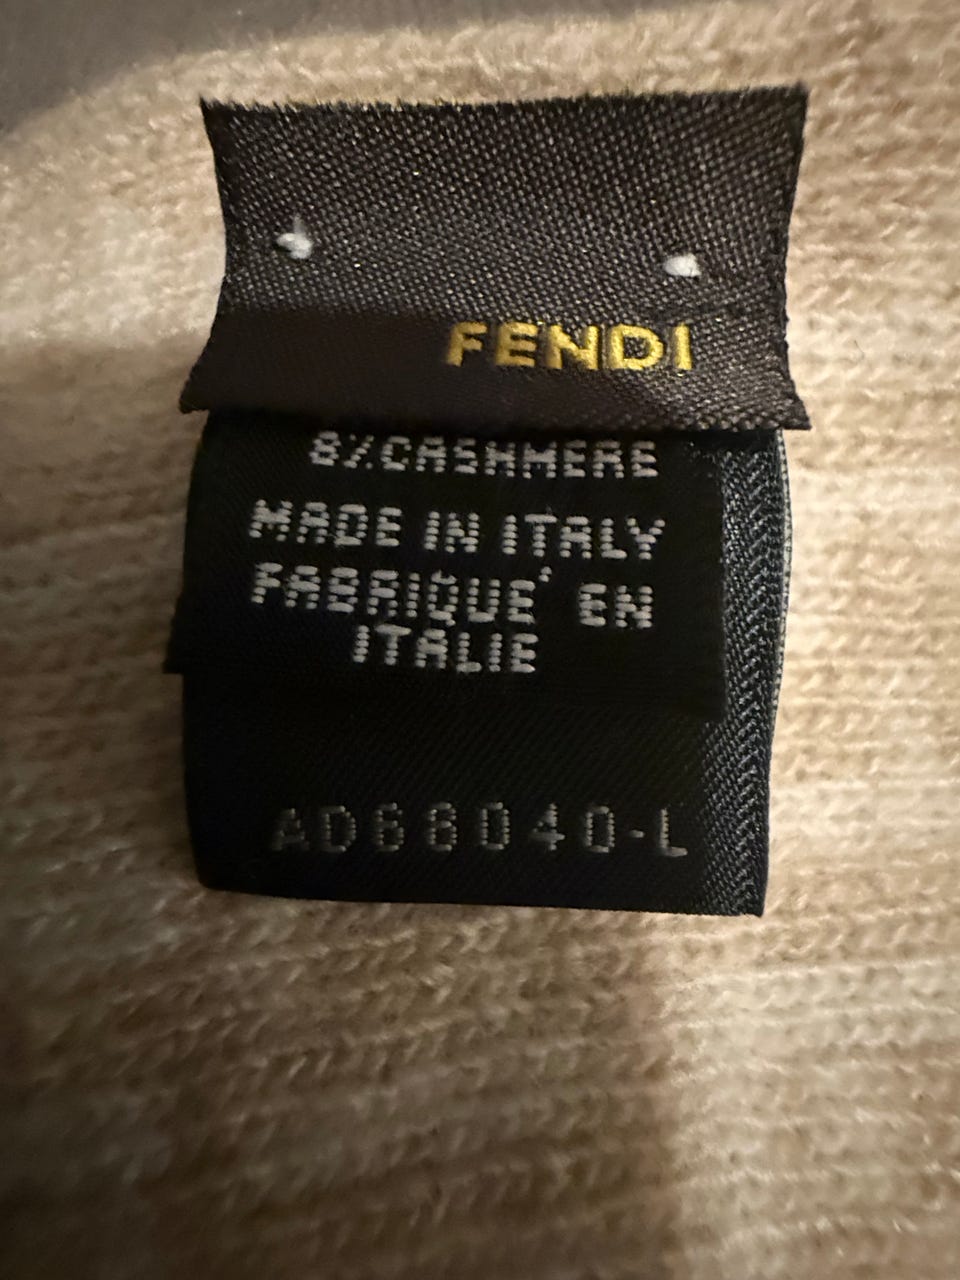 FENDI
8%CASHMERE
MADE IN ITALY
FABRIQUE' EN
ITALIE
AD66040-L